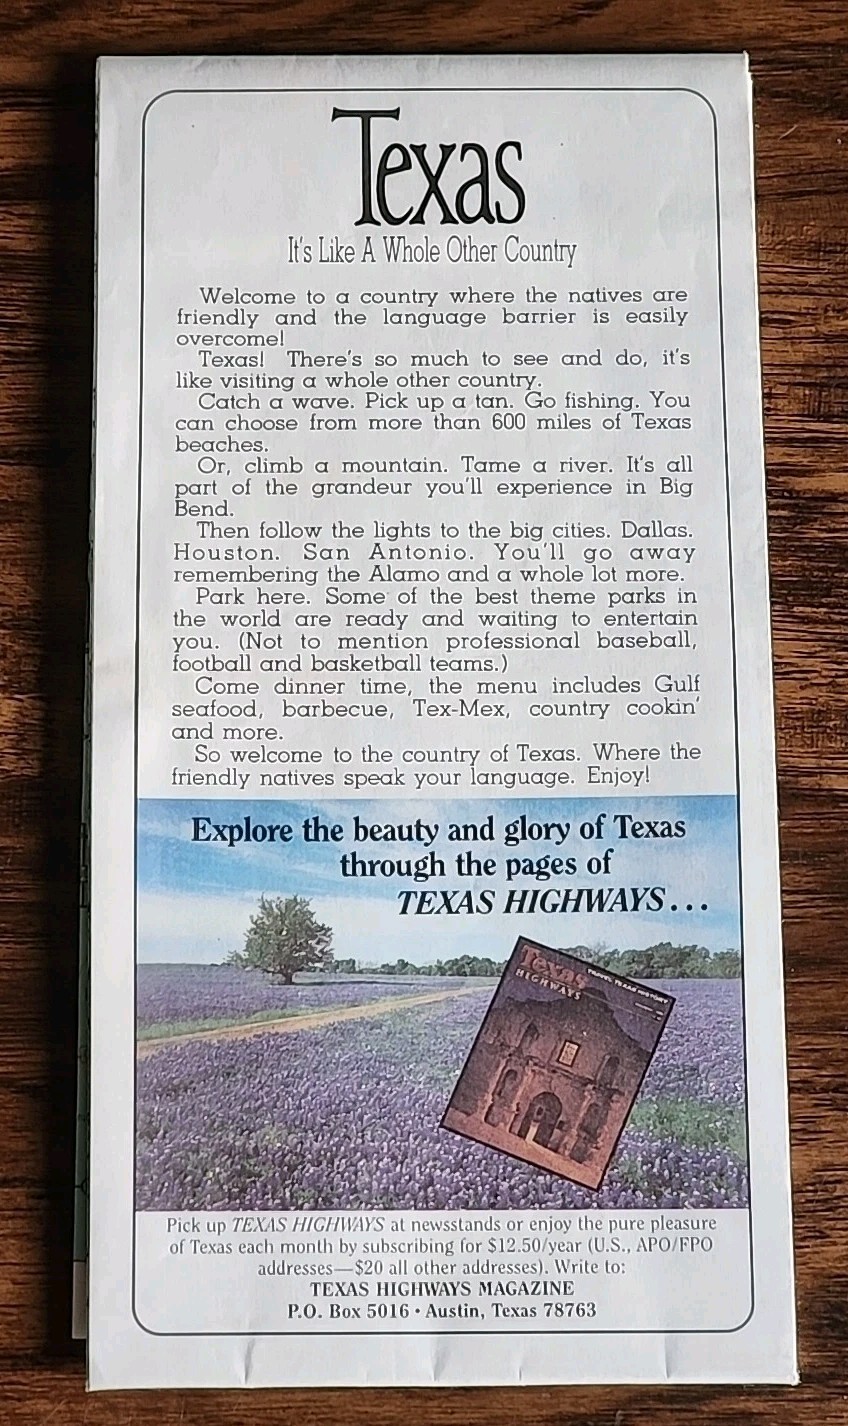 Texas
It's Like A Whole Other Country
Welcome to a country where the natives are
friendly and the language barrier is easily
overcome!
Texas! There's so much to see and do, it's
like visiting a whole other country.
Catch a wave. Pick up a tan. Go fishing. You
can choose from more than 600 miles of Texas
beaches.
Or, climb a mountain. Tame a river. It's all
part of the grandeur you'll experience in Big
Bend.
Then follow the lights to the big cities. Dallas.
Houston. San Antonio. You'll go away
remembering the Alamo and a whole lot more.
Park here. Some of the best theme parks in
the world are ready and waiting to entertain
you. (Not to mention professional baseball,
football and basketball teams.)
Come dinner time, the menu includes Gulf
seafood, barbecue, Tex-Mex, country cookin'
and more.
So welcome to the country of Texas. Where the
friendly natives speak your language. Enjoy!
Explore the beauty and glory of Texas
through the pages of
TEXAS HIGHWAYS...
Texas
HIGHWAYS
Pick up TEXAS HIGHWAYS at newsstands or enjoy the pure pleasure
of Texas each month by subscribing for $12.50/year (U.S., APO/FPO
addresses—$20 all other addresses). Write to:
TEXAS HIGHWAYS MAGAZINE
P.O. Box 5016 • Austin, Texas 78763